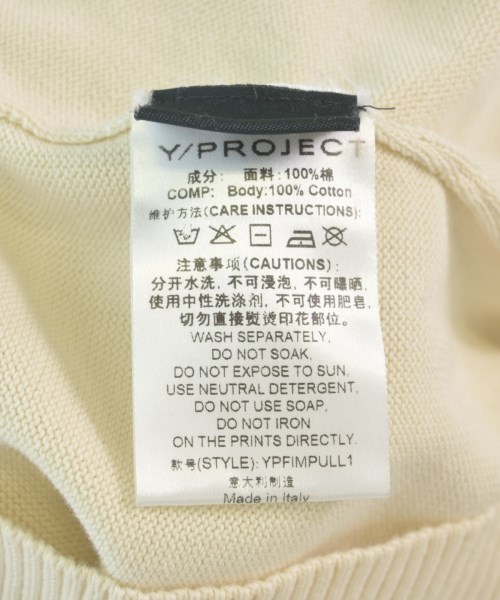 Y/PROJECT
成分: 面料:100%棉
COMP: Body:100% Cotton
维护方法(CARE INSTRUCTIONS):
注意事项(CAUTIONS):
分开水洗, 不可浸泡, 不可曝晒,
使用中性洗涤剂, 不可使用肥皂,
切勿直接熨烫印花部位。
WASH SEPARATELY,
DO NOT SOAK,
DO NOT EXPOSE TO SUN,
USE NEUTRAL DETERGENT,
DO NOT USE SOAP,
DO NOT IRON
ON THE PRINTS DIRECTLY.
款号(STYLE): YPFIMPULL1
意大利制造
Made in Italy